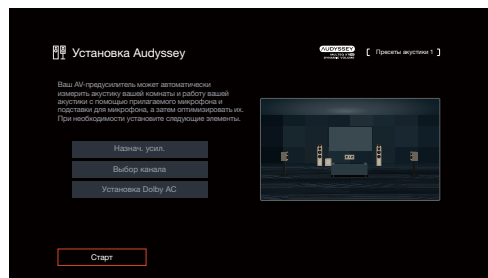 Установка Audyssey
AUDYSSEY
[ Пресеты акустики 1 ]
Ваш AV-предусилитель может автоматически
измерить акустику вашей комнаты и работу вашей
акустики с помощью прилагаемого микрофона и
подставки для микрофона, а затем оптимизировать их.
При необходимости установите следующие элементы.
Назнач. усил.
Выбор канала
Установка Dolby AC
Старт